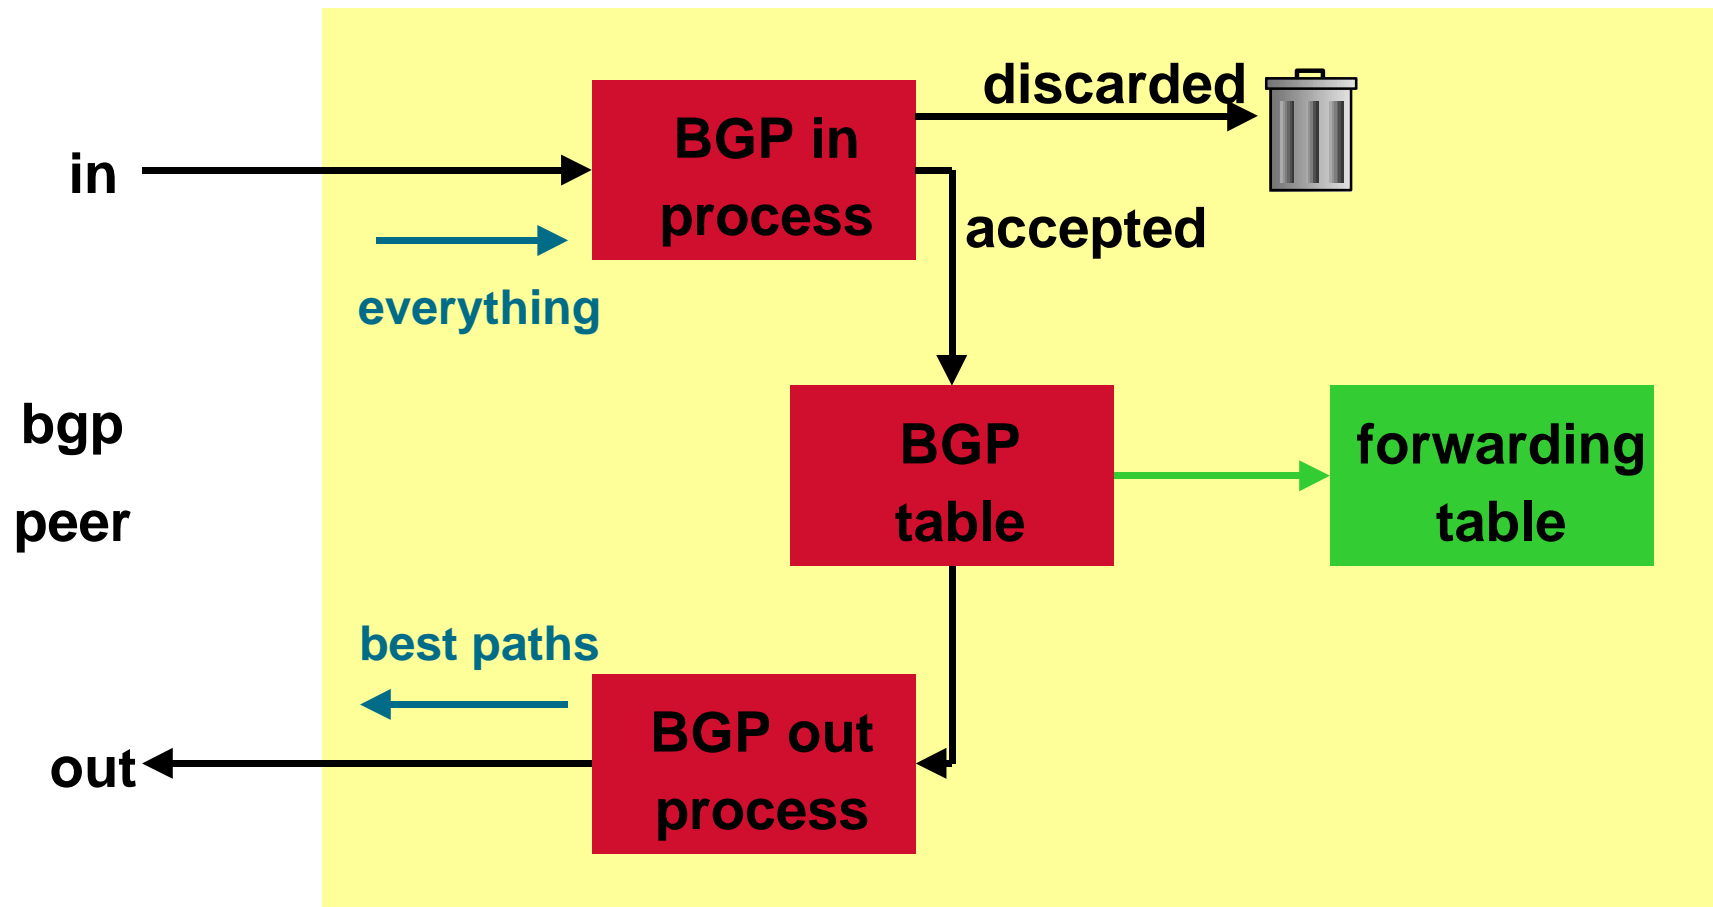 discarded
BGP in
process
in
accepted
everything
bgp
peer
BGP
table
forwarding
table
best paths
BGP out
process
out